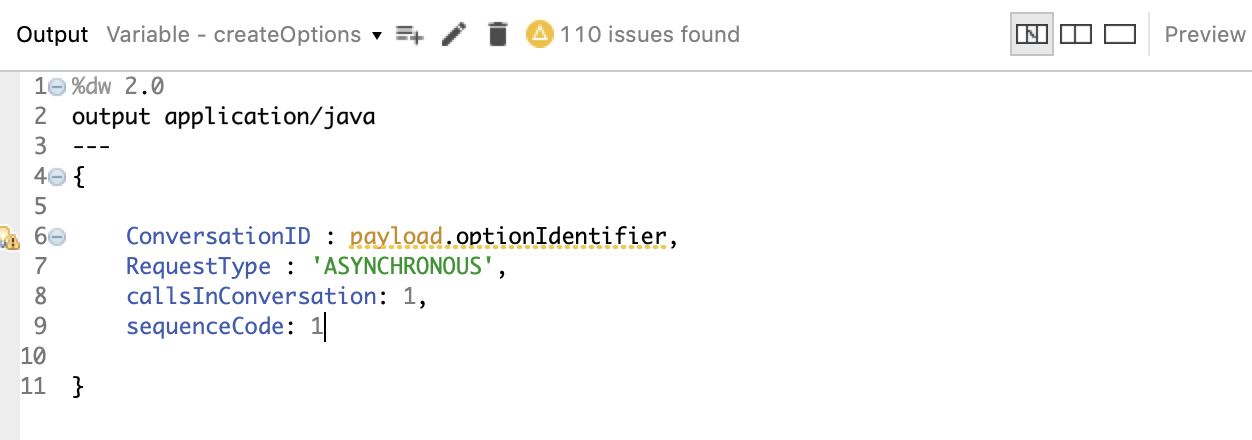 Output Variable - createOptions 110 issues found Preview
1 %dw 2.0
2 output application/java
3 ---
4 {
5
6 ConversationID : payload.optionIdentifier,
7 RequestType : 'ASYNCHRONOUS',
8 callsInConversation: 1,
9 sequenceCode: 1
10
11 }